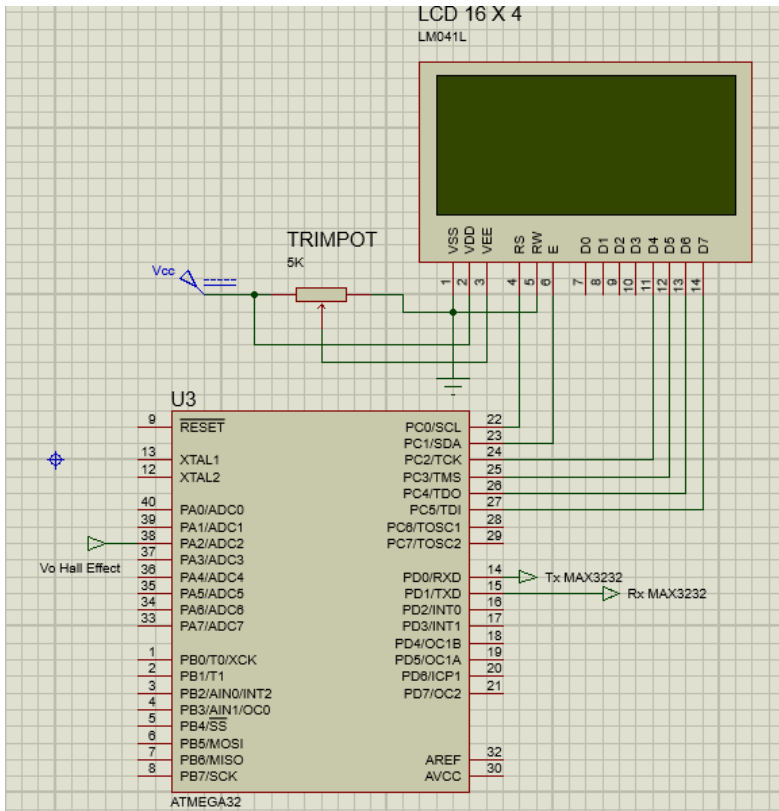 LCD 16 X 4
LM041L
VSS VDD VEE RS RW E D0 D1 D2 D3 D4 D5 D6 D7
1 2 3 4 5 6 7 8 9 10 11 12 13 14
TRIMPOT
5K
Vcc
U3
9 RESET PC0/SCL 22
PC1/SDA 23
13 XTAL1 PC2/TCK 24
12 XTAL2 PC3/TMS 25
PC4/TDO 26
40 PA0/ADC0 PC5/TDI 27
39 PA1/ADC1 PC6/TOSC1 28
38 PA2/ADC2 PC7/TOSC2 29
37 PA3/ADC3
Vo Hall Effect
36 PA4/ADC4 PD0/RXD 14 Tx MAX3232
35 PA5/ADC5 PD1/TXD 15 Rx MAX3232
34 PA6/ADC6 PD2/INT0 16
33 PA7/ADC7 PD3/INT1 17
PD4/OC1B 18
1 PB0/T0/XCK PD5/OC1A 19
2 PB1/T1 PD6/ICP1 20
3 PB2/AIN0/INT2 PD7/OC2 21
4 PB3/AIN1/OC0
5 PB4/SS
6 PB5/MOSI
7 PB6/MISO AREF 32
8 PB7/SCK AVCC 30
ATMEGA32